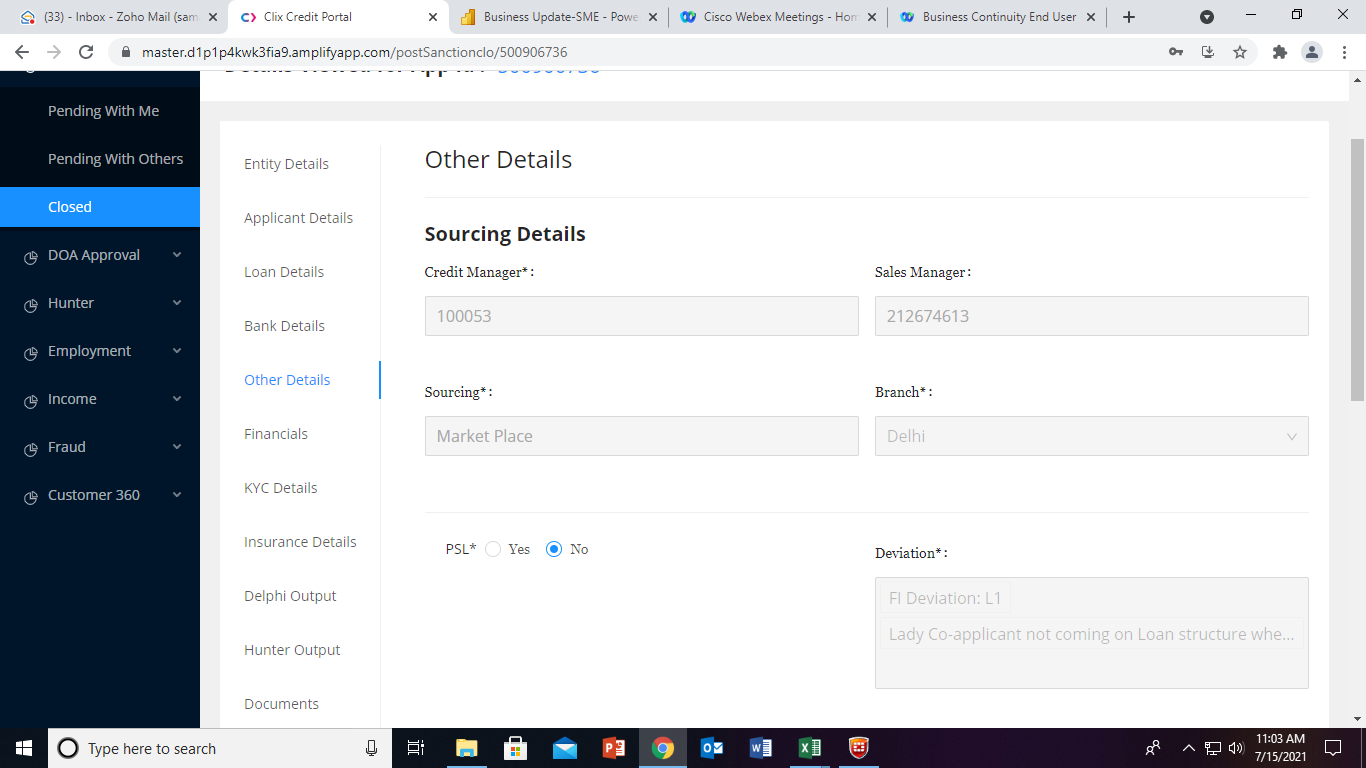 (33) - Inbox - Zoho Mail (sam
Clix Credit Portal
Business Update-SME - Powe
Cisco Webex Meetings - Hom
Business Continuity End User
master.d1p1p4kwk3fia9.amplifyapp.com/postSanctionclo/500906736
Pending With Me
Pending With Others
Closed
DOA Approval
Hunter
Employment
Income
Fraud
Customer 360
Entity Details
Applicant Details
Loan Details
Bank Details
Other Details
Financials
KYC Details
Insurance Details
Delphi Output
Hunter Output
Documents
Other Details
Sourcing Details
Credit Manager* :
Sales Manager :
100053
212674613
Sourcing* :
Branch* :
Market Place
Delhi
PSL* Yes No
Deviation* :
FI Deviation: L1
Lady Co-applicant not coming on Loan structure whe...
Type here to search
11:03 AM
7/15/2021